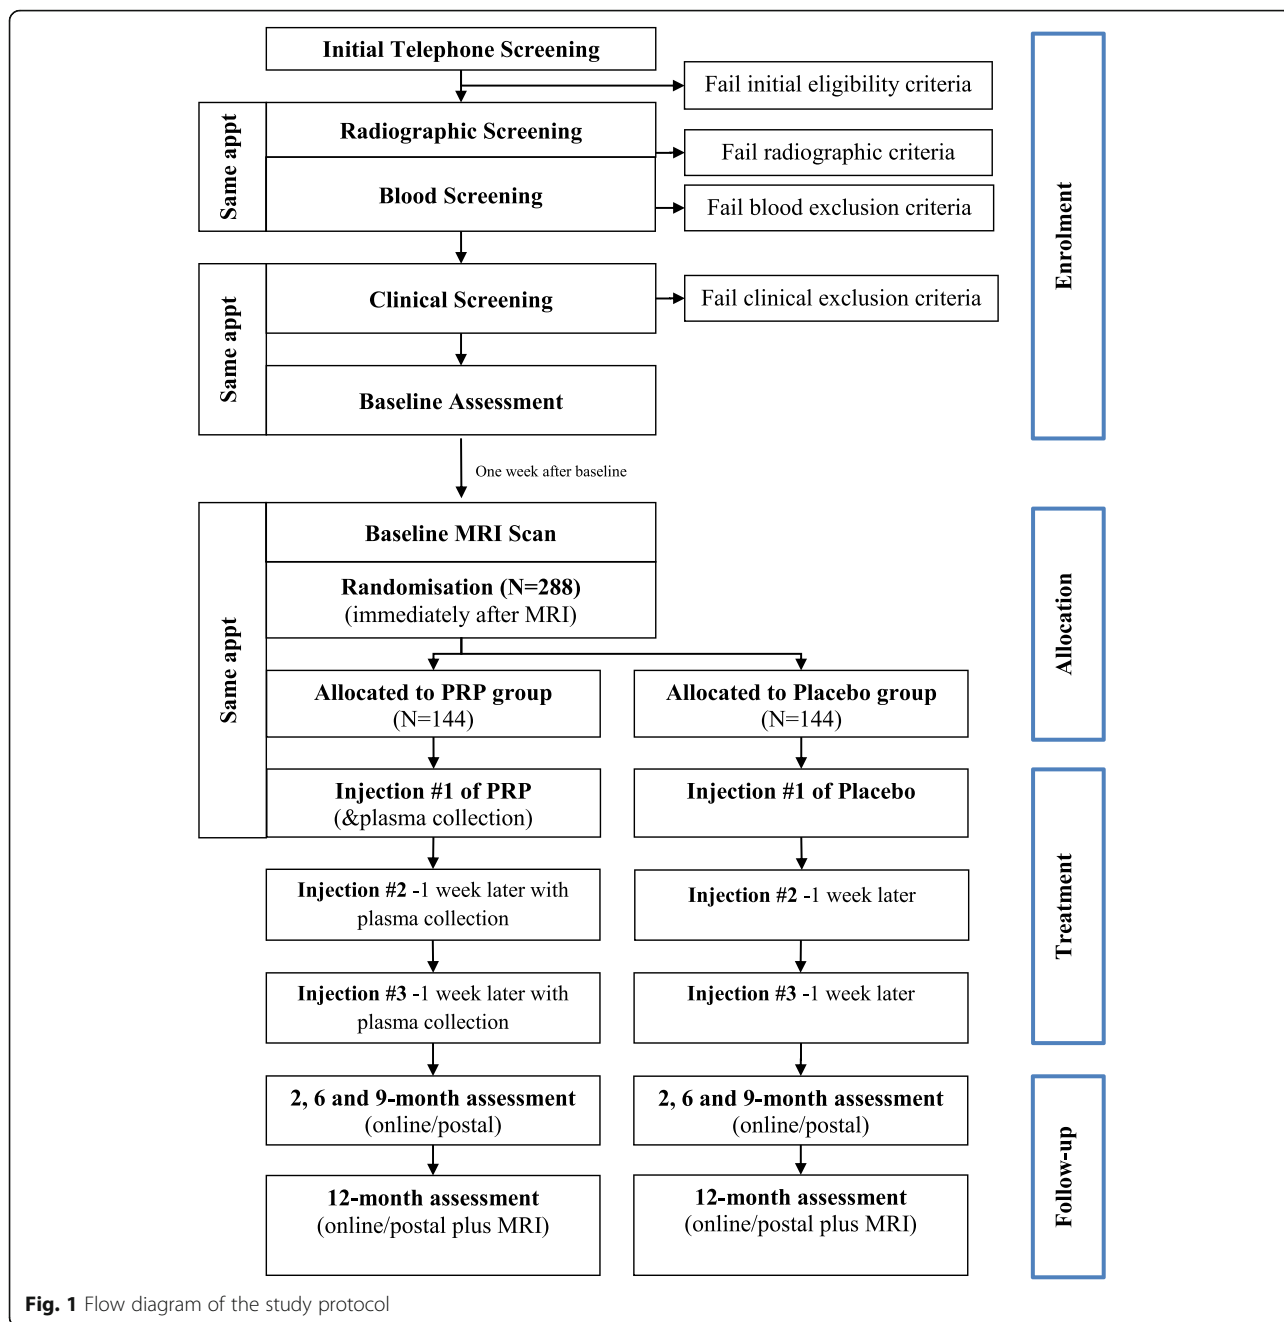 Initial Telephone Screening
Fail initial eligibility criteria
Same appt
Radiographic Screening
Fail radiographic criteria
Blood Screening
Fail blood exclusion criteria
Enrolment
Same appt
Clinical Screening
Fail clinical exclusion criteria
Baseline Assessment
One week after baseline
Same appt
Baseline MRI Scan
Randomisation (N=288)
(immediately after MRI)
Allocation
Allocated to PRP group
(N=144)
Allocated to Placebo group
(N=144)
Injection #1 of PRP
(&plasma collection)
Injection #1 of Placebo
Treatment
Injection #2 -1 week later with
plasma collection
Injection #2 -1 week later
Injection #3 -1 week later with
plasma collection
Injection #3 -1 week later
2, 6 and 9-month assessment
(online/postal)
2, 6 and 9-month assessment
(online/postal)
Follow-up
12-month assessment
(online/postal plus MRI)
12-month assessment
(online/postal plus MRI)
Fig. 1 Flow diagram of the study protocol